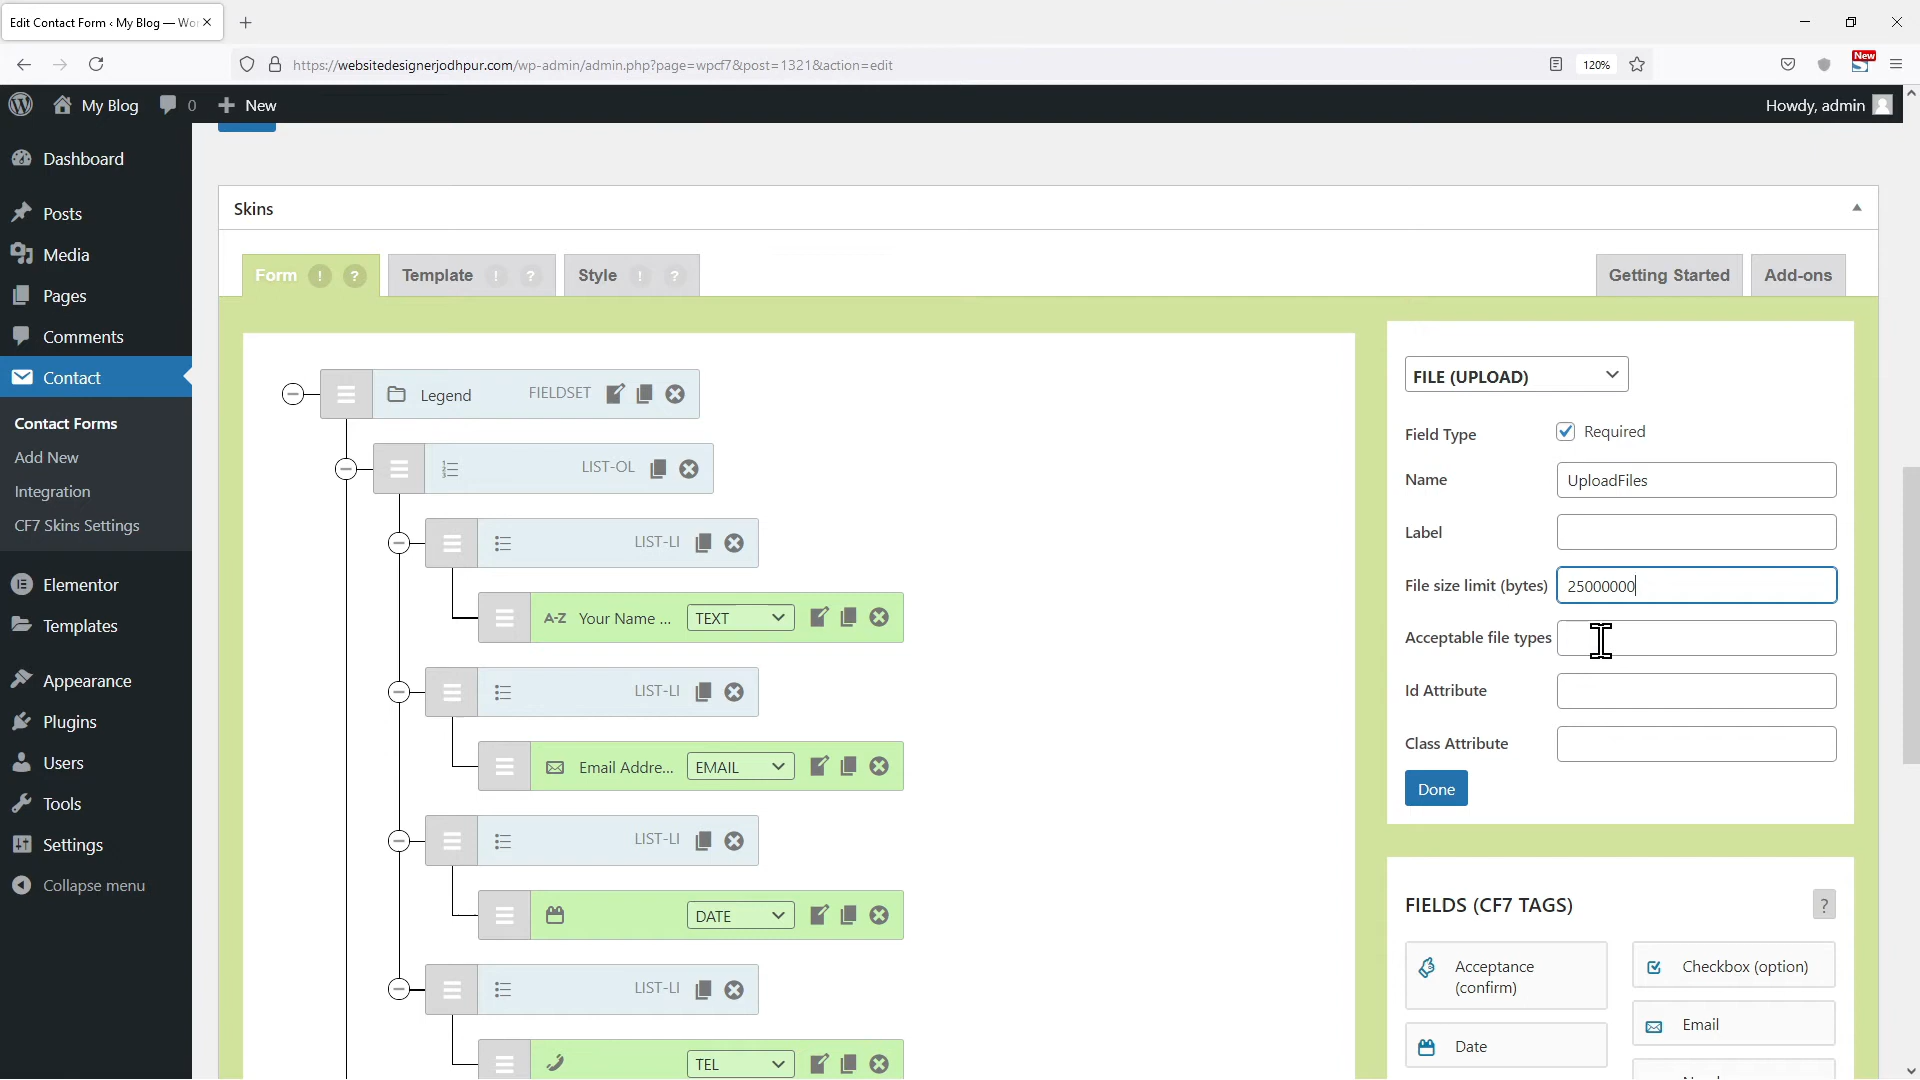 Edit Contact Form ‹ My Blog — Wo
https://websitedesignerjodhpur.com/wp-admin/admin.php?page=wpcf7&post=1321&action=edit
120%
New
My Blog
0
New
Howdy, admin
Dashboard
Posts
Media
Pages
Comments
Contact
Contact Forms
Add New
Integration
CF7 Skins Settings
Elementor
Templates
Appearance
Plugins
Users
Tools
Settings
Collapse menu
Skins
Form ! ?
Template ! ?
Style ! ?
Getting Started
Add-ons
Legend FIELDSET
LIST-OL
LIST-LI
A-Z Your Name ... TEXT
LIST-LI
Email Addre... EMAIL
LIST-LI
DATE
LIST-LI
TEL
FILE (UPLOAD)
Field Type Required
Name UploadFiles
Label
File size limit (bytes) 25000000
Acceptable file types
Id Attribute
Class Attribute
Done
FIELDS (CF7 TAGS) ?
Acceptance
(confirm)
Checkbox (option)
Email
Date